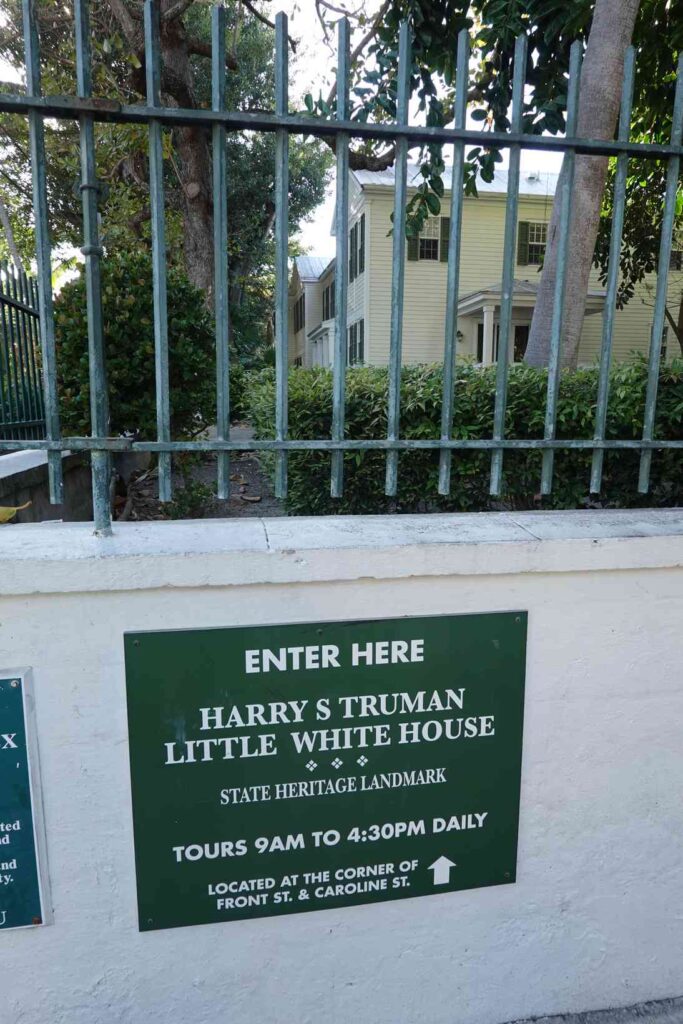 ENTER HERE
HARRY S TRUMAN
LITTLE WHITE HOUSE
STATE HERITAGE LANDMARK
TOURS 9AM TO 4:30PM DAILY
LOCATED AT THE CORNER OF
FRONT ST. & CAROLINE ST.